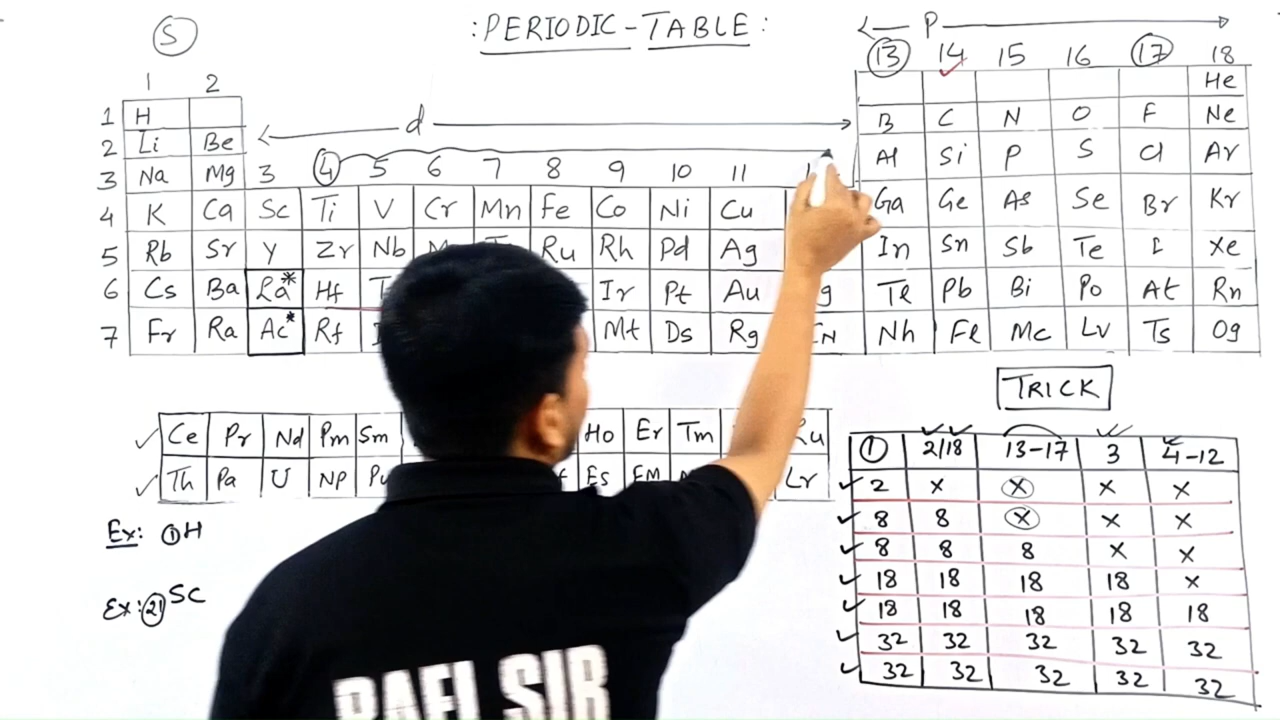 S :PERIODIC-TABLE: P
13 14 15 16 17 18
1 2 He
1 H d B C N O F Ne
2 Li Be Al Si P S Cl Ar
3 Na Mg 3 4 5 6 7 8 9 10 11
4 K Ca Sc Ti V Cr Mn Fe Co Ni Cu Ga Ge As Se Br Kr
5 Rb Sr Y Zr Nb Ru Rh Pd Ag In Sn Sb Te I Xe
6 Cs Ba La* Hf Ir Pt Au g Tl Pb Bi Po At Rn
7 Fr Ra Ac* Rf Mt Ds Rg CN Nh Fl Mc Lv Ts Og
TRICK
Ce Pr Nd Pm Sm Ho Er Tm Lu
Th Pa U NP Pu Es FM Lr
Ex: 1H
Ex: 21Sc
1 2/18 13-17 3 4-12
2 x x x x
8 8 x x x
8 8 8 x x
18 18 18 18 x
18 18 18 18 18
32 32 32 32 32
32 32 32 32 32
RAFI SIR